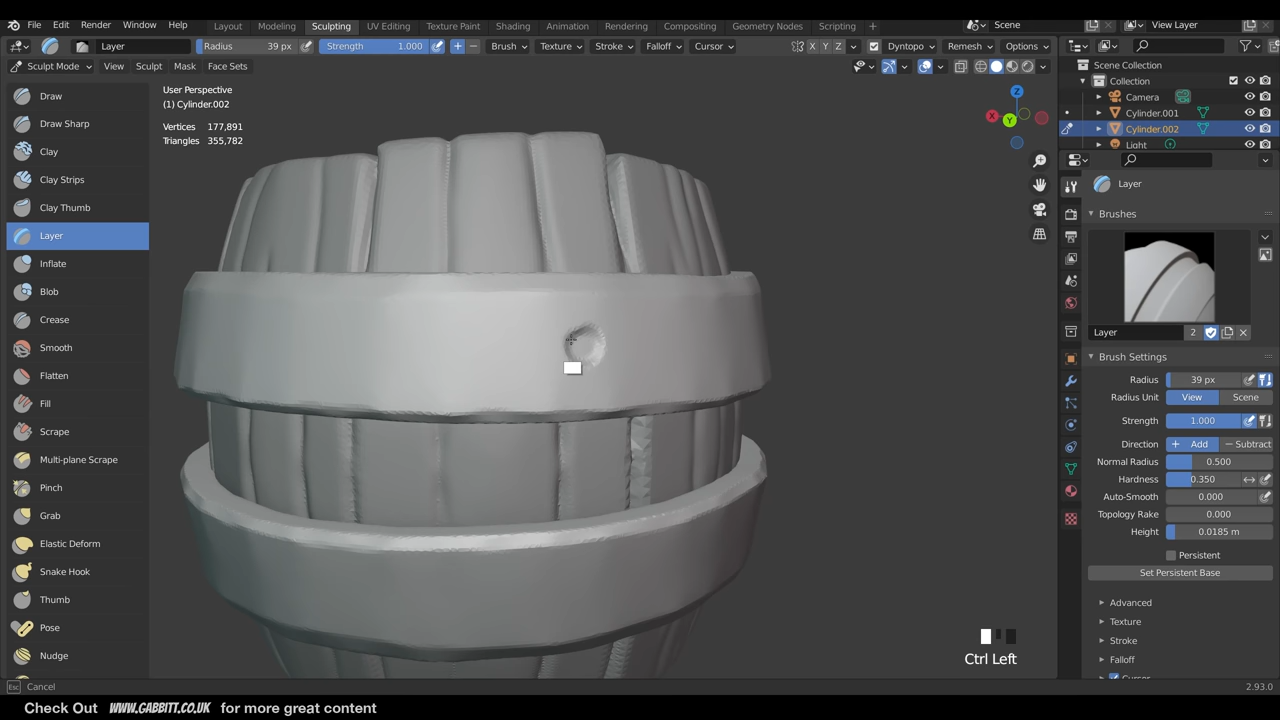 File Edit Render Window Help Layout Modeling Sculpting UV Editing Texture Paint Shading Animation Rendering Compositing Geometry Nodes Scripting + Scene View Layer
Layer Radius 39 px Strength 1.000 + − Brush Texture Stroke Falloff Cursor X Y Z Dyntopo Remesh Options
Sculpt Mode View Sculpt Mask Face Sets
Scene Collection
Collection
Camera
Cylinder.001
Cylinder.002
Light
User Perspective
(1) Cylinder.002
Vertices 177,891
Triangles 355,782
Z
X
Y
Draw
Draw Sharp
Clay
Clay Strips
Clay Thumb
Layer
Inflate
Blob
Crease
Smooth
Flatten
Fill
Scrape
Multi-plane Scrape
Pinch
Grab
Elastic Deform
Snake Hook
Thumb
Pose
Nudge
Layer
Brushes
Layer 2
Brush Settings
Radius 39 px
Radius Unit View Scene
Strength 1.000
Direction + Add − Subtract
Normal Radius 0.500
Hardness 0.350
Auto-Smooth 0.000
Topology Rake 0.000
Height 0.0185 m
Persistent
Set Persistent Base
Advanced
Texture
Stroke
Falloff
Cursor
Ctrl Left
Esc Cancel
2.93.0
Check Out WWW.GABBITT.CO.UK for more great content